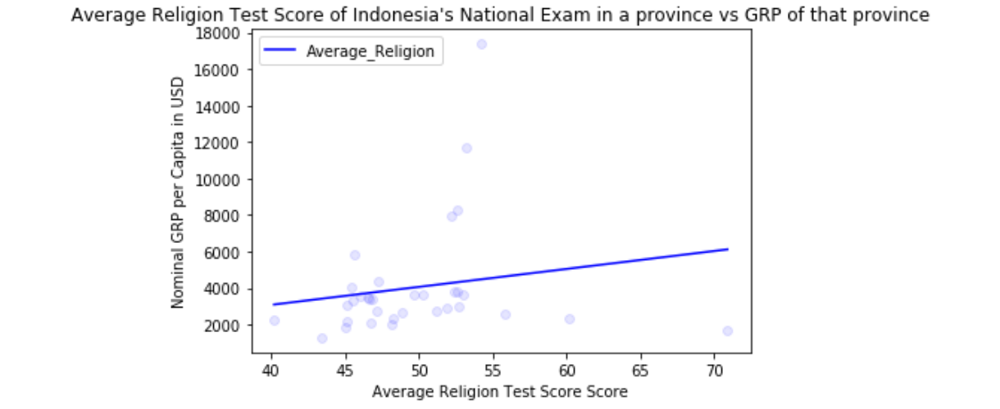 Average Religion Test Score of Indonesia's National Exam in a province vs GRP of that province
18000
16000
14000
12000
10000
8000
6000
4000
2000
Nominal GRP per Capita in USD
Average_Religion
40 45 50 55 60 65 70
Average Religion Test Score Score